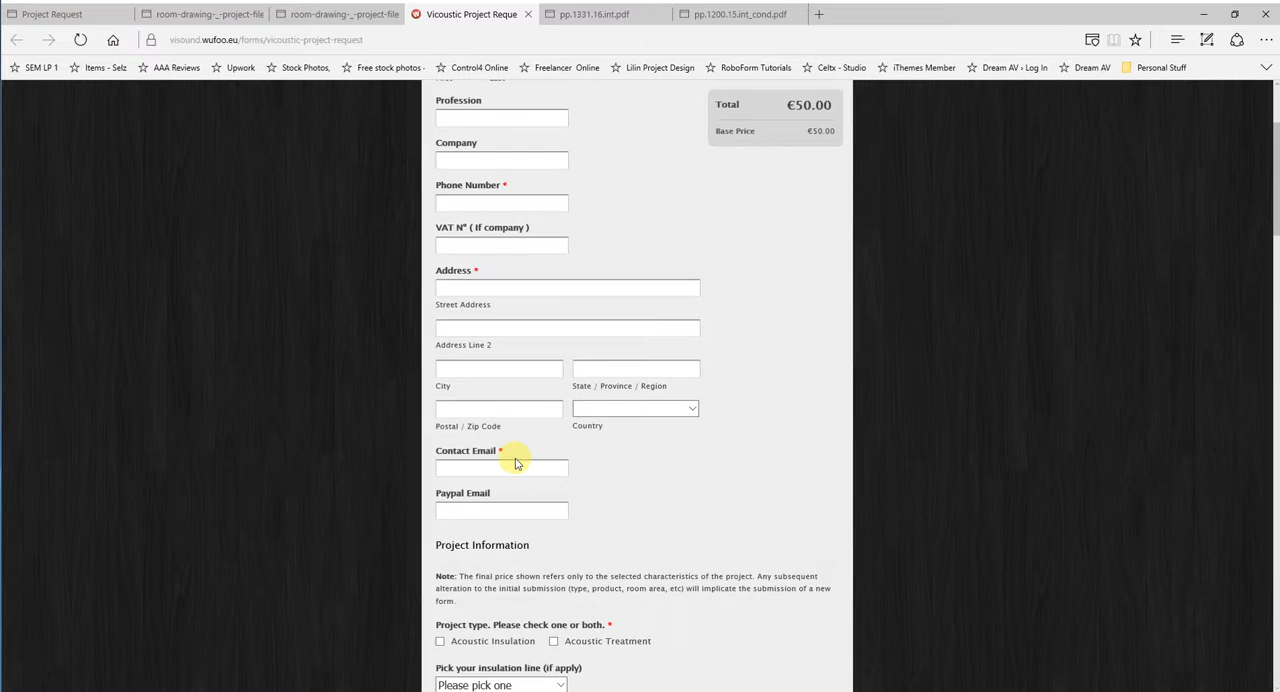 Project Request
room-drawing-_-project-file
room-drawing-_-project-file
Vicoustic Project Reque
pp.1331.16.int.pdf
pp.1200.15.int_cond.pdf
visound.wufoo.eu/forms/vicoustic-project-request
SEM LP 1
Items - Selz
AAA Reviews
Upwork
Stock Photos,
Free stock photos -
Control4 Online
Freelancer Online
Lilin Project Design
RoboForm Tutorials
Celtx - Studio
iThemes Member
Dream AV › Log In
Dream AV
Personal Stuff
Total €50.00
Base Price €50.00
Profession
Company
Phone Number *
VAT Nº ( If company )
Address *
Street Address
Address Line 2
City
State / Province / Region
Postal / Zip Code
Country
Contact Email *
Paypal Email
Project Information
Note: The final price shown refers only to the selected characteristics of the project. Any subsequent
alteration to the initial submission (type, product, room area, etc) will implicate the submission of a new
form.
Project type. Please check one or both. *
Acoustic Insulation
Acoustic Treatment
Pick your insulation line (if apply)
Please pick one